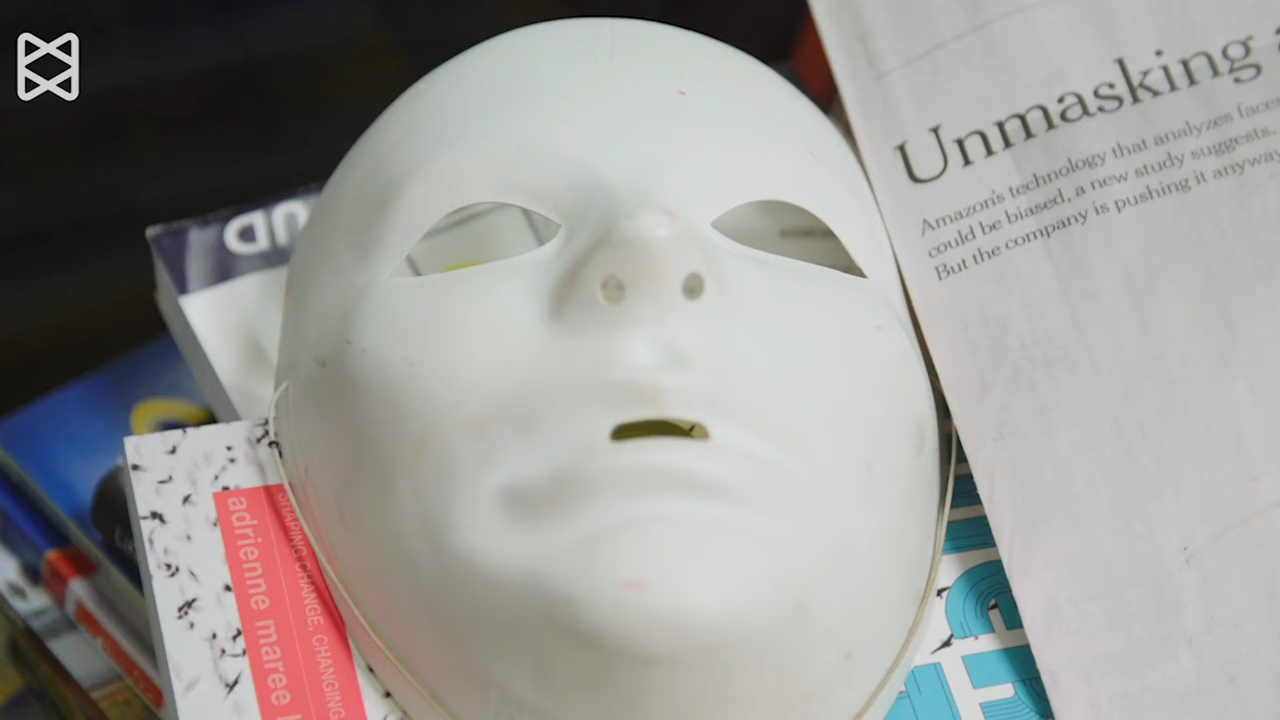 Unmasking
Amazon's technology that analyzes faces
could be biased, a new study suggests.
But the company is pushing it anyway
SHAPING CHANGE, CHANGING
adrienne maree